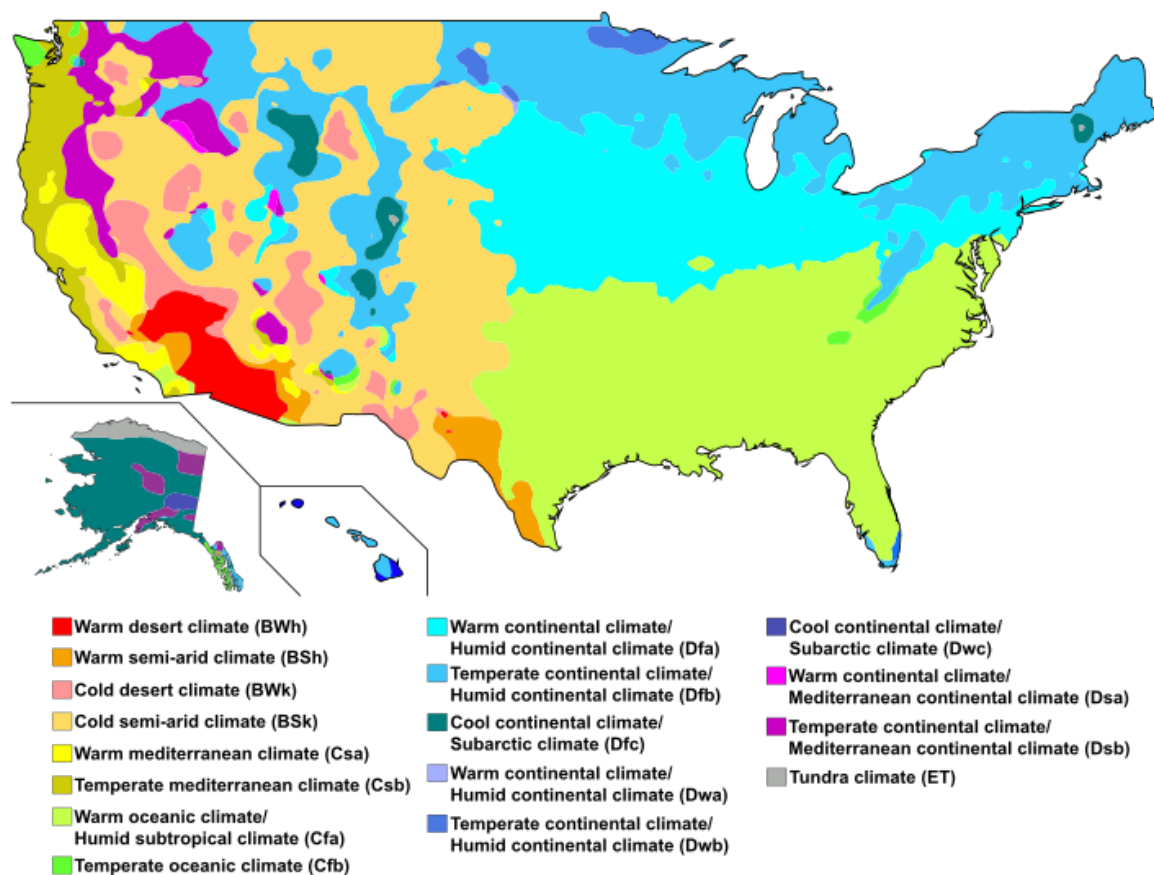 Warm desert climate (BWh)
Warm semi-arid climate (BSh)
Cold desert climate (BWk)
Cold semi-arid climate (BSk)
Warm mediterranean climate (Csa)
Temperate mediterranean climate (Csb)
Warm oceanic climate/
Humid subtropical climate (Cfa)
Temperate oceanic climate (Cfb)
Warm continental climate/
Humid continental climate (Dfa)
Temperate continental climate/
Humid continental climate (Dfb)
Cool continental climate/
Subarctic climate (Dfc)
Warm continental climate/
Humid continental climate (Dwa)
Temperate continental climate/
Humid continental climate (Dwb)
Cool continental climate/
Subarctic climate (Dwc)
Warm continental climate/
Mediterranean continental climate (Dsa)
Temperate continental climate/
Mediterranean continental climate (Dsb)
Tundra climate (ET)